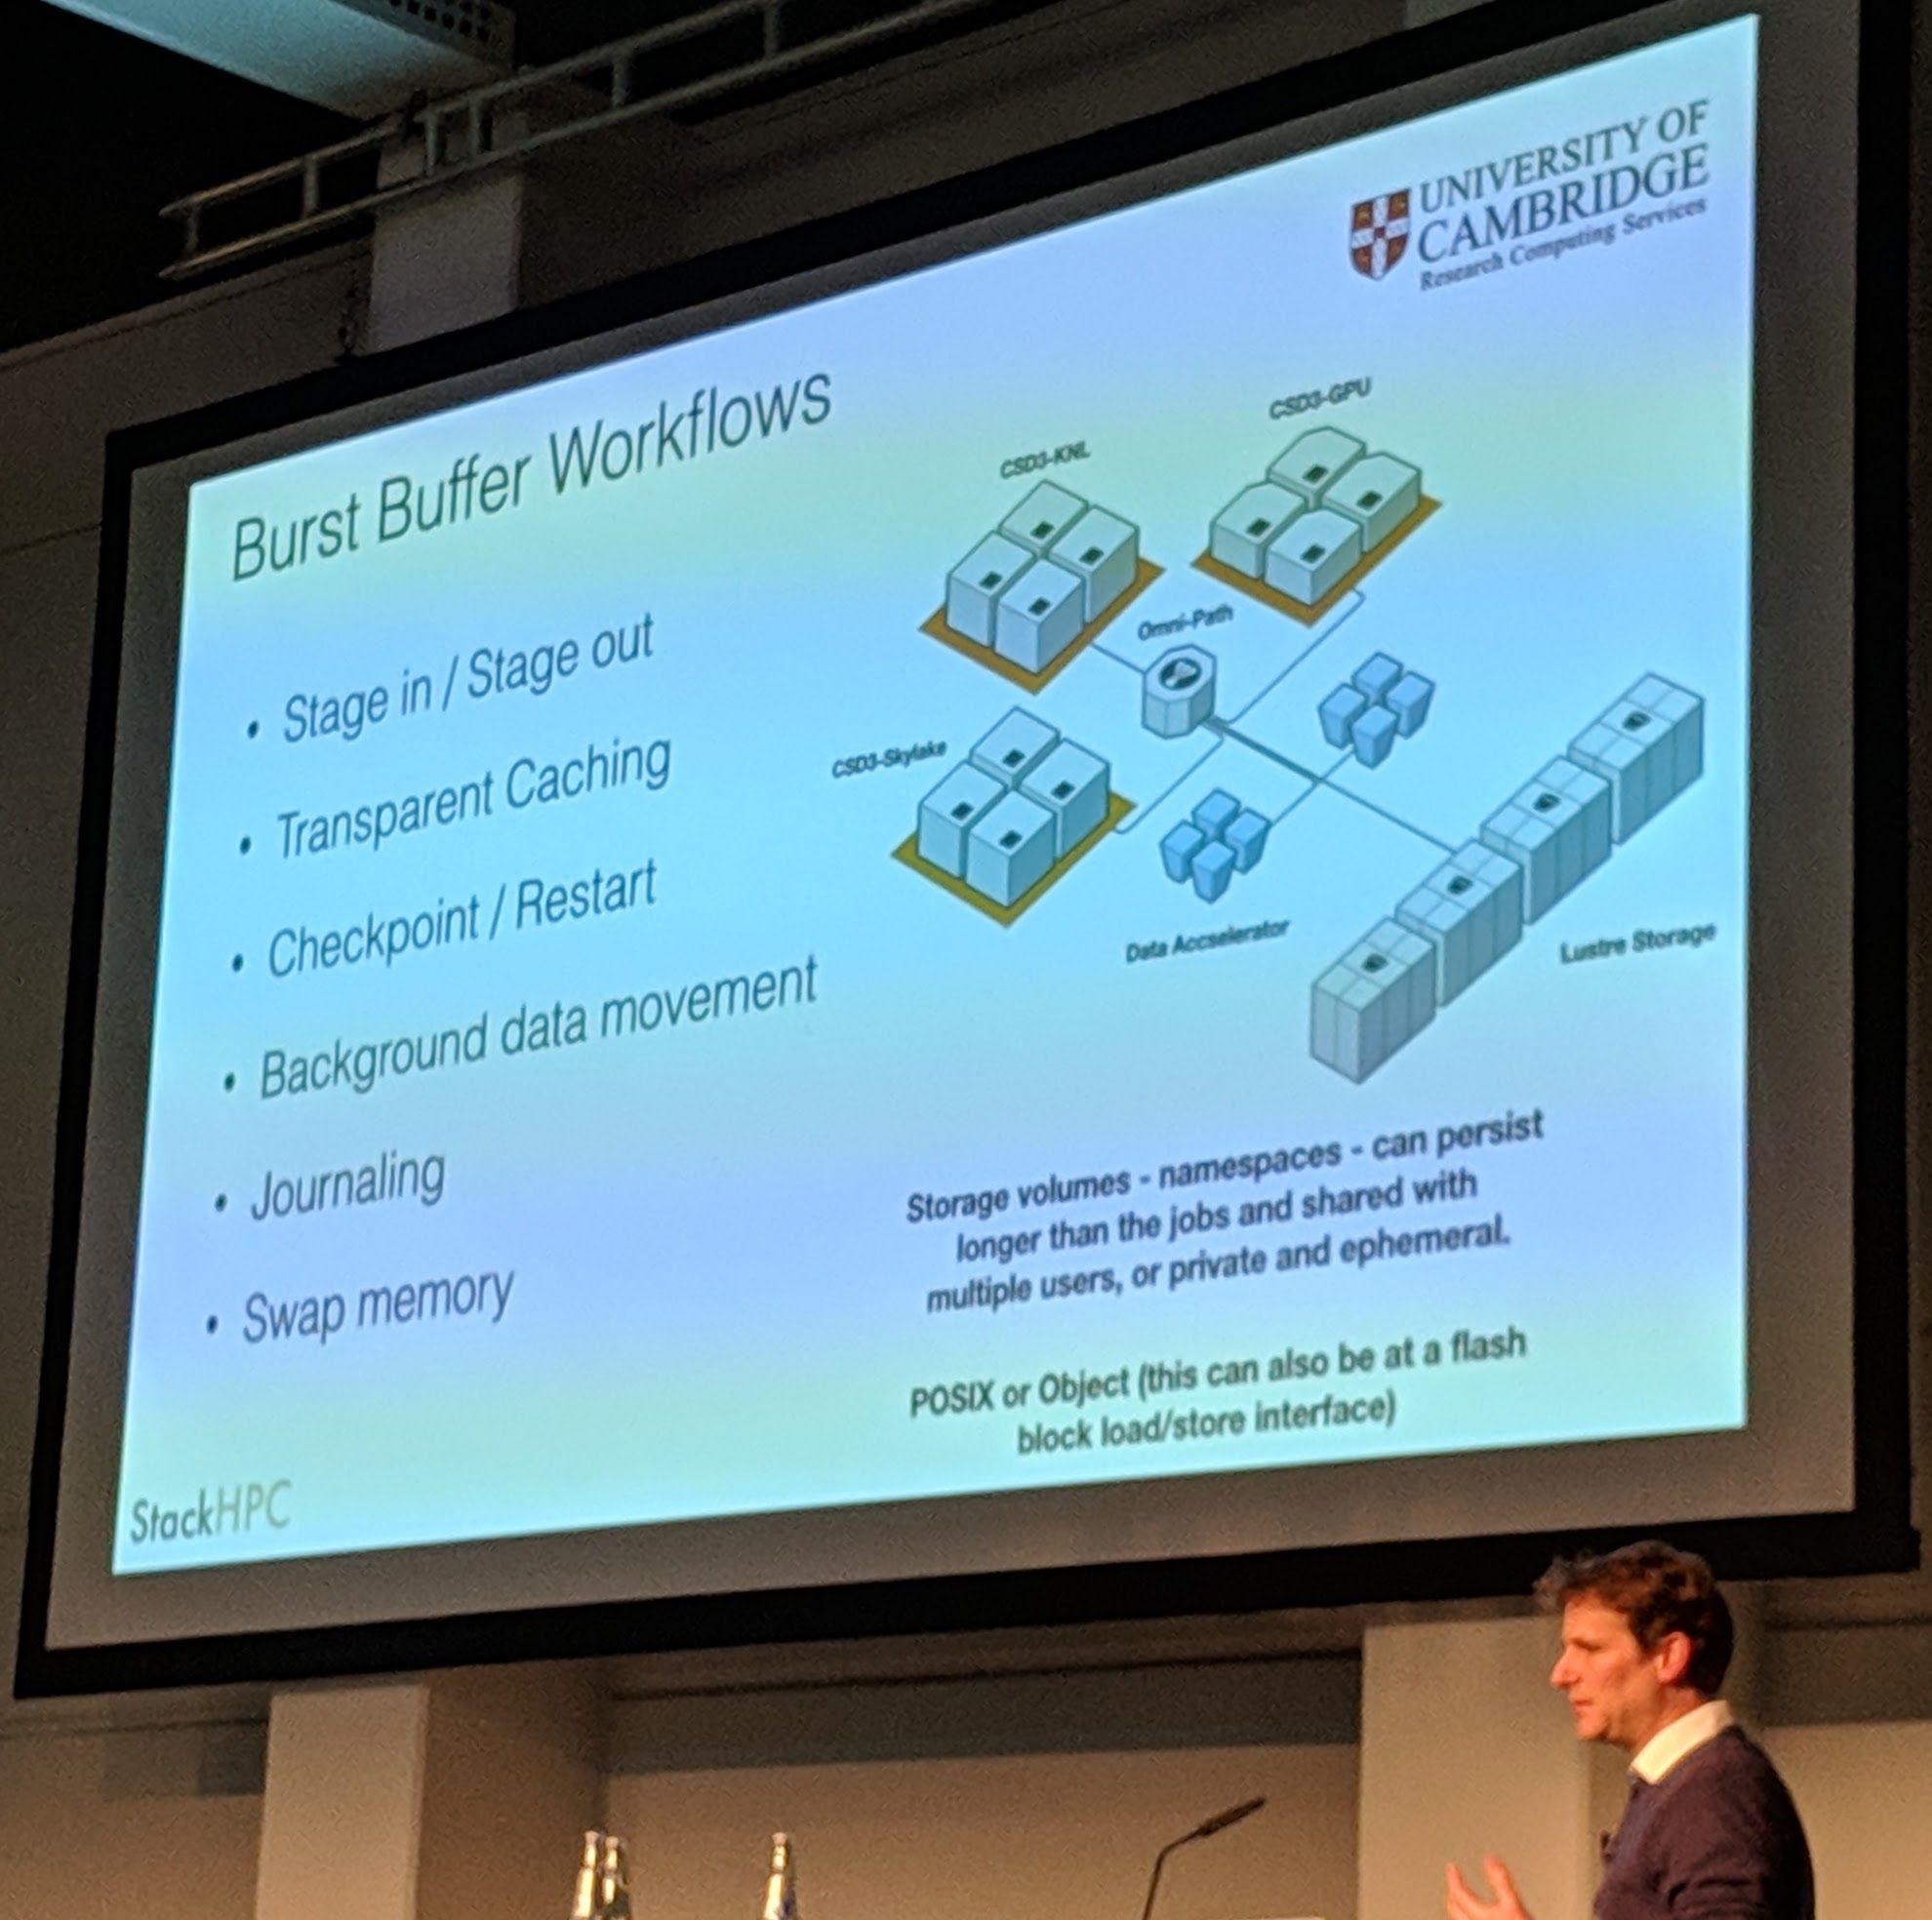 UNIVERSITY OF
CAMBRIDGE
Research Computing Services
Burst Buffer Workflows
• Stage in / Stage out
• Transparent Caching
• Checkpoint / Restart
• Background data movement
• Journaling
• Swap memory
CSD3-KNL
CSD3-GPU
Omni-Path
CSD3-Skylake
Data Accselerator
Lustre Storage
Storage volumes - namespaces - can persist
longer than the jobs and shared with
multiple users, or private and ephemeral.
POSIX or Object (this can also be at a flash
block load/store interface)
StackHPC